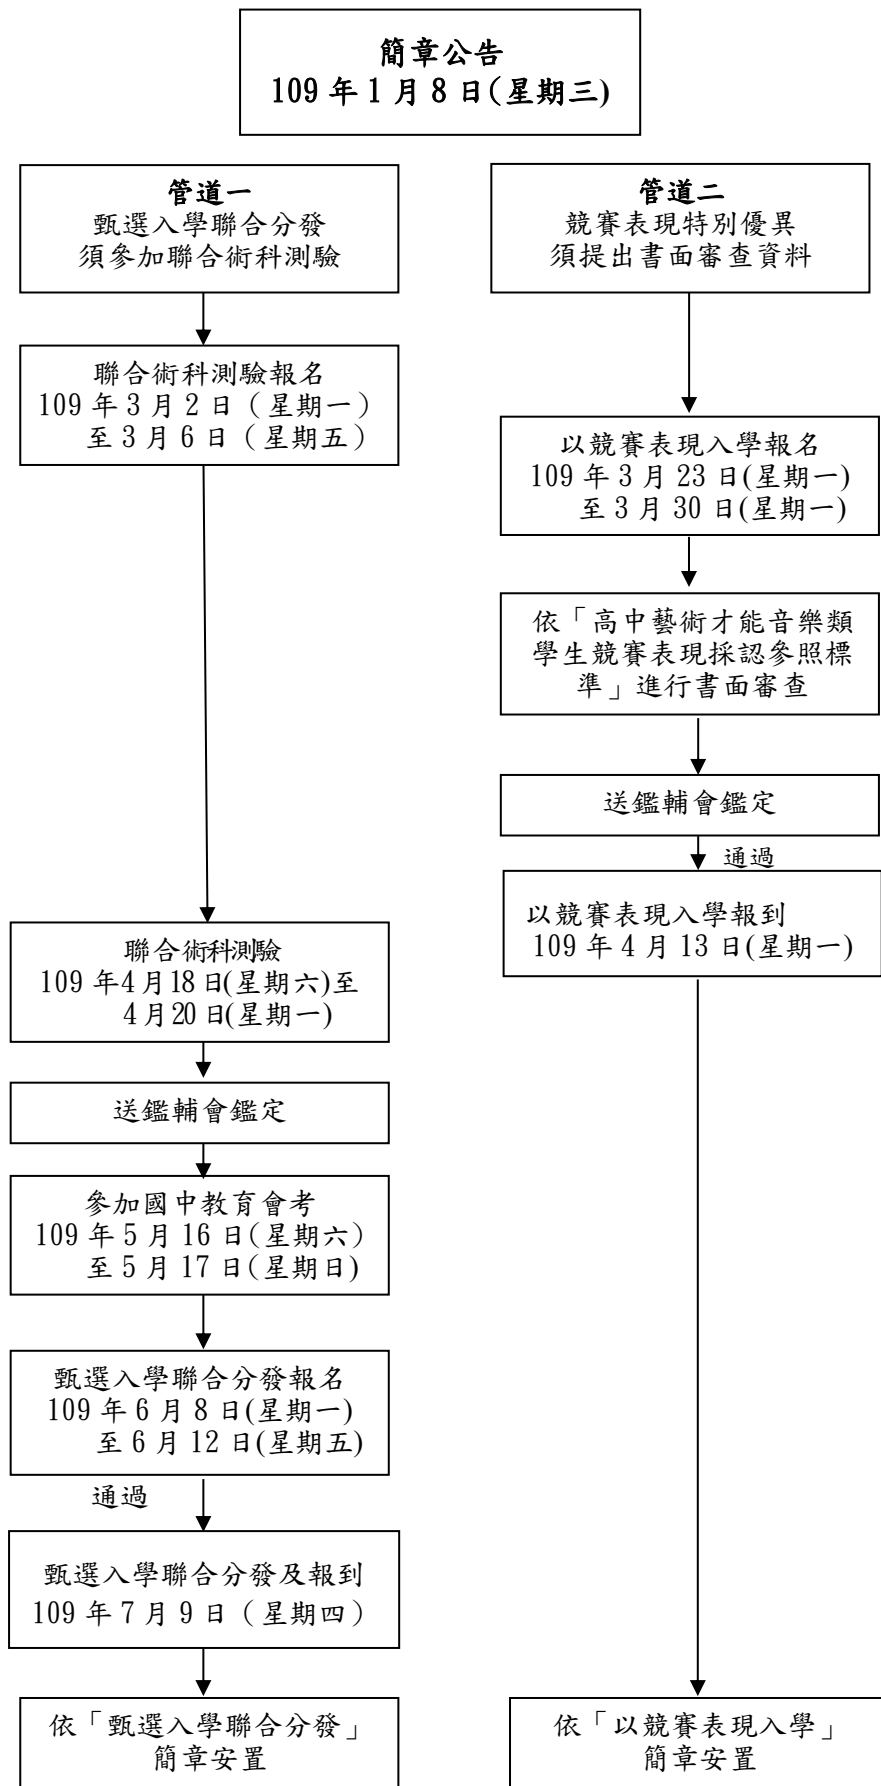 簡章公告
109 年 1 月 8 日(星期三)
管道一
甄選入學聯合分發
須參加聯合術科測驗
聯合術科測驗報名
109 年 3 月 2 日（星期一）
至 3 月 6 日（星期五）
聯合術科測驗
109 年4月18日(星期六)至
4月20日(星期一)
送鑑輔會鑑定
參加國中教育會考
109 年 5 月 16 日(星期六)
至 5 月 17 日(星期日)
甄選入學聯合分發報名
109 年 6 月 8 日(星期一)
至 6 月 12 日(星期五)
通過
甄選入學聯合分發及報到
109 年 7 月 9 日（星期四）
依「甄選入學聯合分發」
簡章安置
管道二
競賽表現特別優異
須提出書面審查資料
以競賽表現入學報名
109 年 3 月 23 日(星期一)
至 3 月 30 日(星期一)
依「高中藝術才能音樂類
學生競賽表現採認參照標
準」進行書面審查
送鑑輔會鑑定
通過
以競賽表現入學報到
109 年 4 月 13 日(星期一)
依「以競賽表現入學」
簡章安置